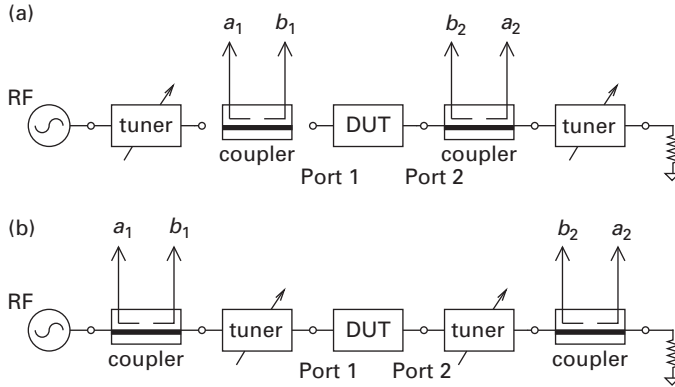 (a)
a1 b1 b2 a2
RF
tuner DUT tuner
coupler coupler
Port 1 Port 2
(b)
a1 b1 b2 a2
RF
tuner DUT tuner
coupler Port 1 Port 2 coupler